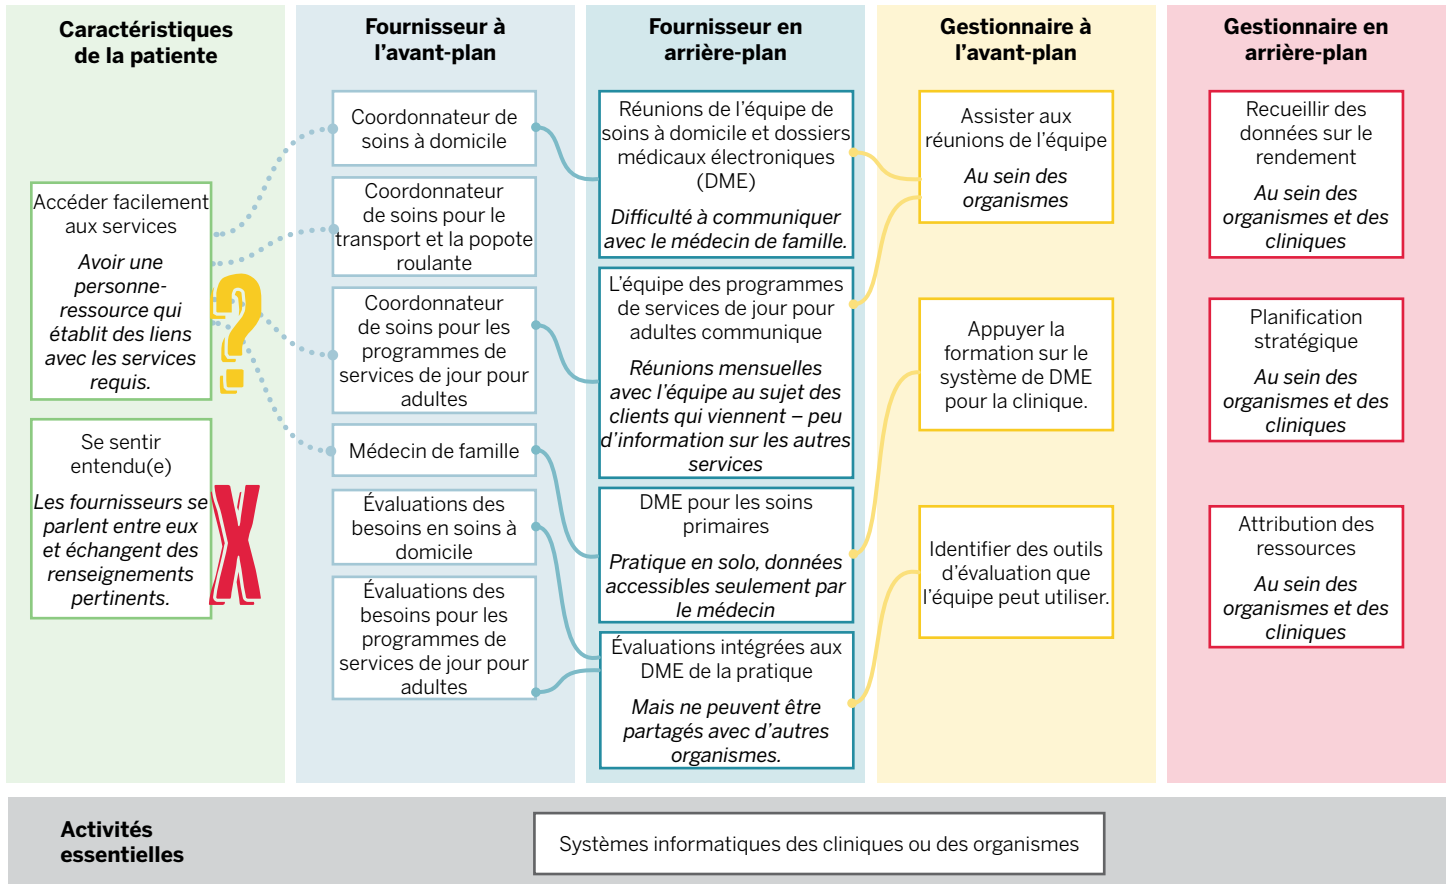 Caractéristiques
de la patiente
Accéder facilement
aux services
Avoir une
personne-
ressource qui
établit des liens
avec les services
requis.
?
Se sentir
entendu(e)
Les fournisseurs se
parlent entre eux
et échangent des
renseignements
pertinents.
X
Fournisseur à
l'avant-plan
Coordonnateur de
soins à domicile
Coordonnateur
de soins pour le
transport et la popote
roulante
Coordonnateur
de soins pour les
programmes de
services de jour pour
adultes
Médecin de famille
Évaluations des
besoins en soins à
domicile
Évaluations des
besoins pour les
programmes de
services de jour pour
adultes
Fournisseur en
arrière-plan
Réunions de l'équipe de
soins à domicile et dossiers
médicaux électroniques
(DME)
Difficulté à communiquer
avec le médecin de famille.
L'équipe des programmes
de services de jour pour
adultes communique
Réunions mensuelles
avec l'équipe au sujet des
clients qui viennent – peu
d'information sur les autres
services
DME pour les soins
primaires
Pratique en solo, données
accessibles seulement par
le médecin
Évaluations intégrées aux
DME de la pratique
Mais ne peuvent être
partagés avec d'autres
organismes.
Gestionnaire à
l'avant-plan
Assister aux
réunions de l'équipe
Au sein des
organismes
Appuyer la
formation sur le
système de DME
pour la clinique.
Identifier des outils
d'évaluation que
l'équipe peut utiliser.
Gestionnaire en
arrière-plan
Recueillir des
données sur le
rendement
Au sein des
organismes et des
cliniques
Planification
stratégique
Au sein des
organismes et des
cliniques
Attribution des
ressources
Au sein des
organismes et des
cliniques
Activités
essentielles
Systèmes informatiques des cliniques ou des organismes